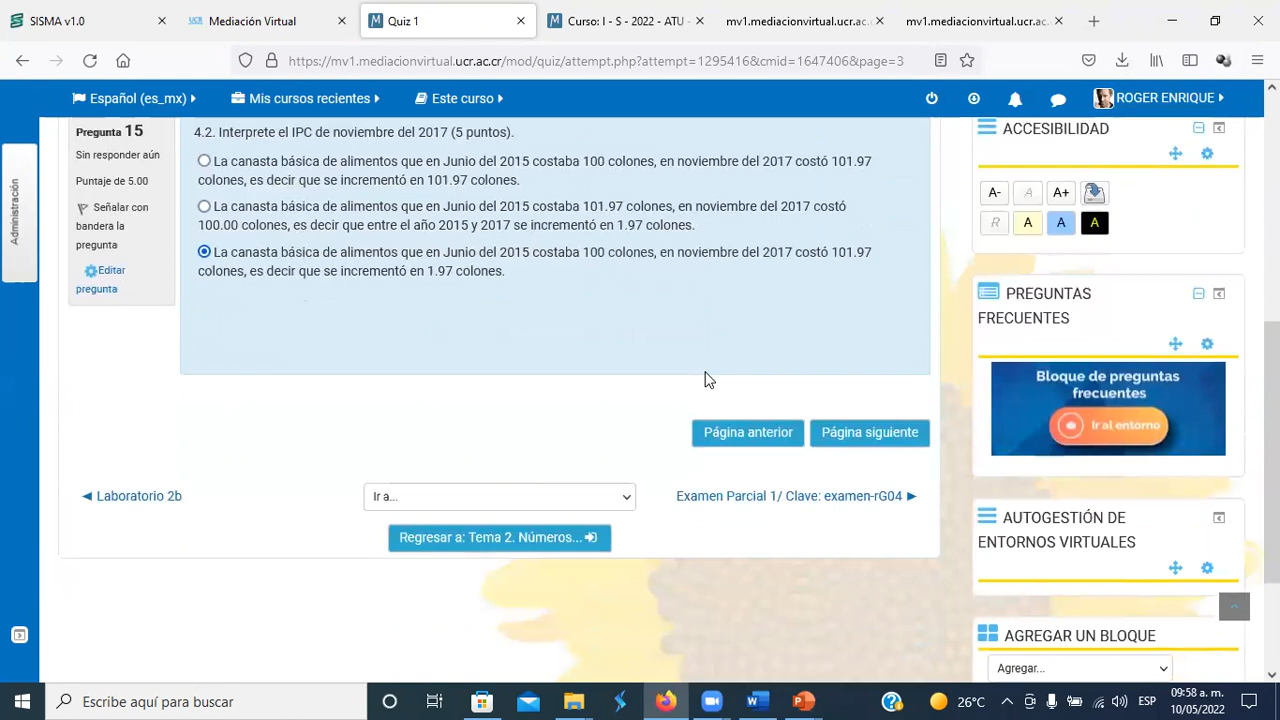 SISMA v1.0
Mediación Virtual
Quiz 1
Curso: I - S - 2022 - ATU -
mv1.mediacionvirtual.ucr.ac.c
mv1.mediacionvirtual.ucr.ac.c
https://mv1.mediacionvirtual.ucr.ac.cr/mod/quiz/attempt.php?attempt=1295416&cmid=1647406&page=3
Español (es_mx)
Mis cursos recientes
Este curso
ROGER ENRIQUE
Administración
Pregunta 15
Sin responder aún
Puntaje de 5.00
Señalar con
bandera la
pregunta
Editar
pregunta
4.2. Interprete el IPC de noviembre del 2017 (5 puntos).
La canasta básica de alimentos que en Junio del 2015 costaba 100 colones, en noviembre del 2017 costó 101.97
colones, es decir que se incrementó en 101.97 colones.
La canasta básica de alimentos que en Junio del 2015 costaba 101.97 colones, en noviembre del 2017 costó
100.00 colones, es decir que entre el año 2015 y 2017 se incrementó en 1.97 colones.
La canasta básica de alimentos que en Junio del 2015 costaba 100 colones, en noviembre del 2017 costó 101.97
colones, es decir que se incrementó en 1.97 colones.
Página anterior
Página siguiente
Laboratorio 2b
Ir a...
Examen Parcial 1/ Clave: examen-rG04
Regresar a: Tema 2. Números...
ACCESIBILIDAD
A-
A
A+
R
A
A
A
PREGUNTAS
FRECUENTES
Bloque de preguntas
frecuentes
Ir al entorno
AUTOGESTIÓN DE
ENTORNOS VIRTUALES
AGREGAR UN BLOQUE
Agregar...
Escribe aquí para buscar
26°C
ESP
09:58 a. m.
10/05/2022